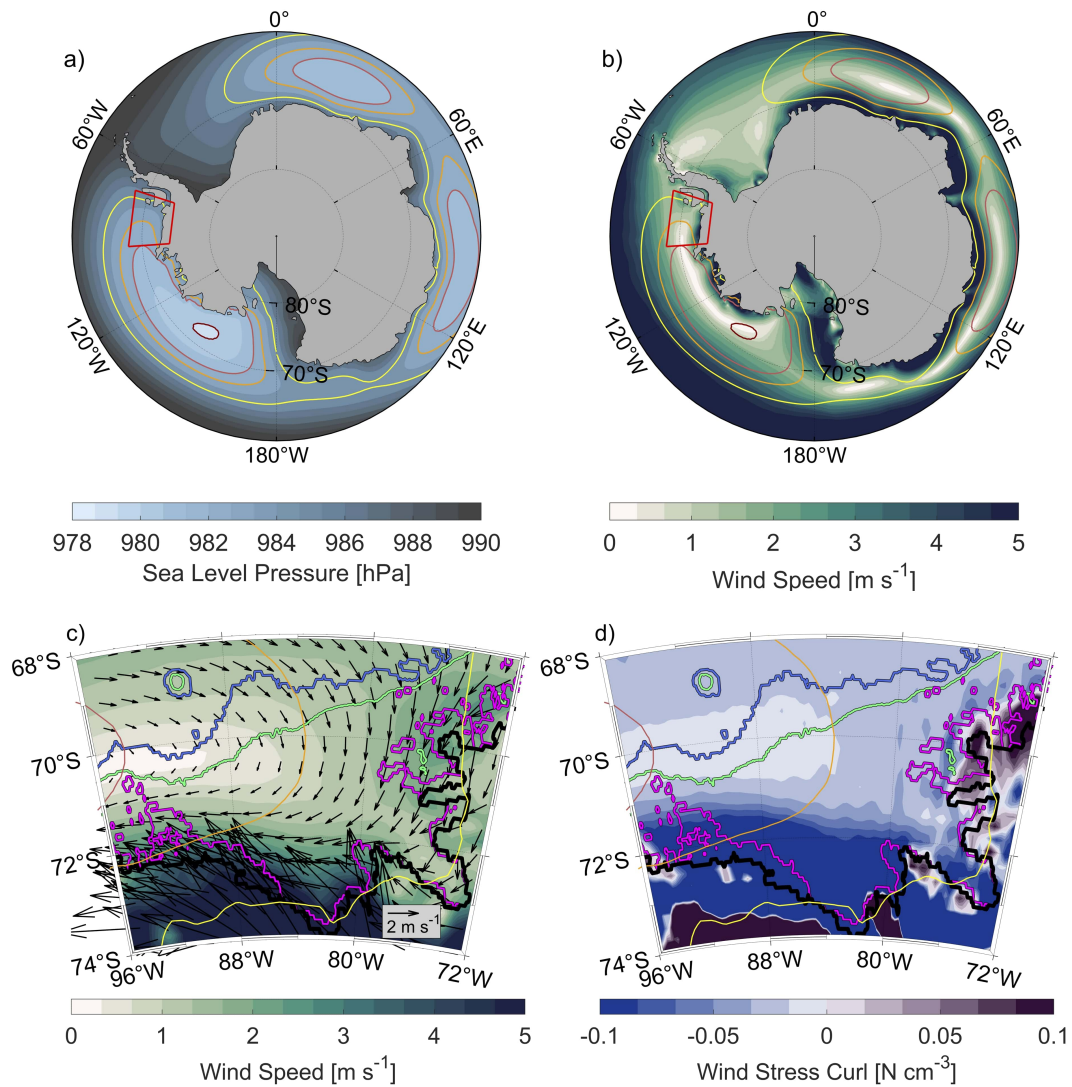 0°
a)
60°W
60°E
80°S
120°W
70°S
120°E
180°W
978 980 982 984 986 988 990
Sea Level Pressure [hPa]
0°
b)
60°W
60°E
80°S
120°W
70°S
120°E
180°W
0 1 2 3 4 5
Wind Speed [m s⁻¹]
c)
68°S
70°S
72°S
74°S
96°W 88°W 80°W 72°W
2 m s⁻¹
0 1 2 3 4 5
Wind Speed [m s⁻¹]
d)
68°S
70°S
72°S
74°S
96°W 88°W 80°W 72°W
-0.1 -0.05 0 0.05 0.1
Wind Stress Curl [N cm⁻³]